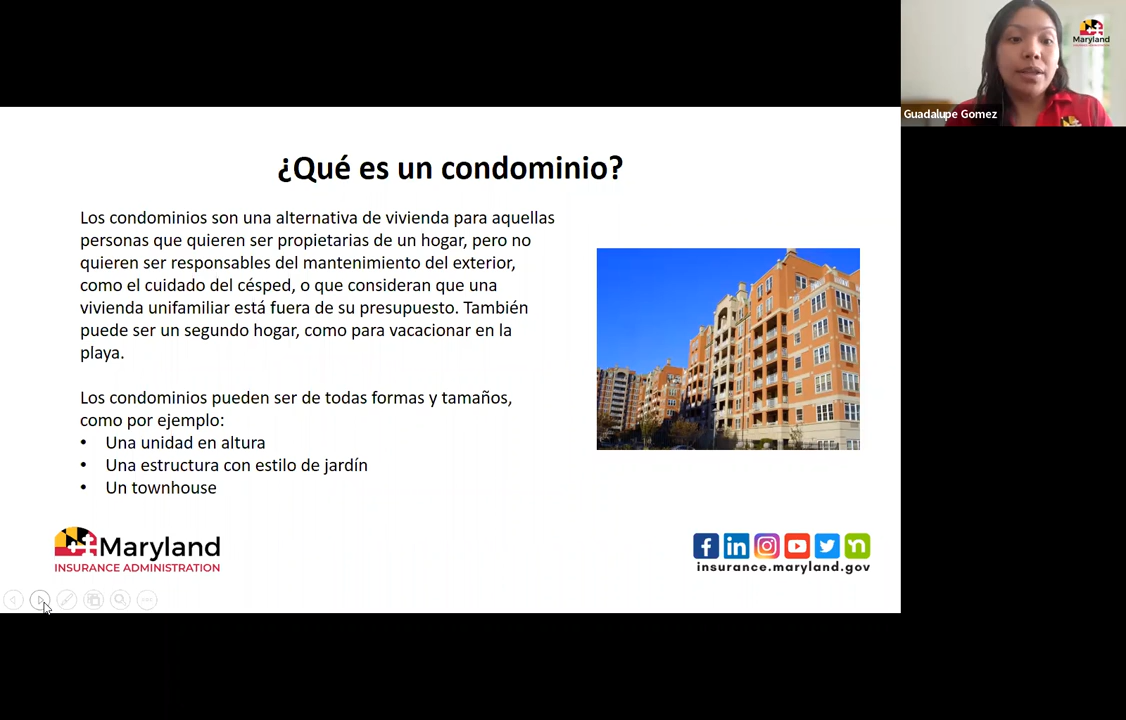 Maryland
INSURANCE ADMINISTRATION
Guadalupe Gomez
¿Qué es un condominio?
Los condominios son una alternativa de vivienda para aquellas
personas que quieren ser propietarias de un hogar, pero no
quieren ser responsables del mantenimiento del exterior,
como el cuidado del césped, o que consideran que una
vivienda unifamiliar está fuera de su presupuesto. También
puede ser un segundo hogar, como para vacacionar en la
playa.
Los condominios pueden ser de todas formas y tamaños,
como por ejemplo:
• Una unidad en altura
• Una estructura con estilo de jardín
• Un townhouse
Maryland
INSURANCE ADMINISTRATION
insurance.maryland.gov